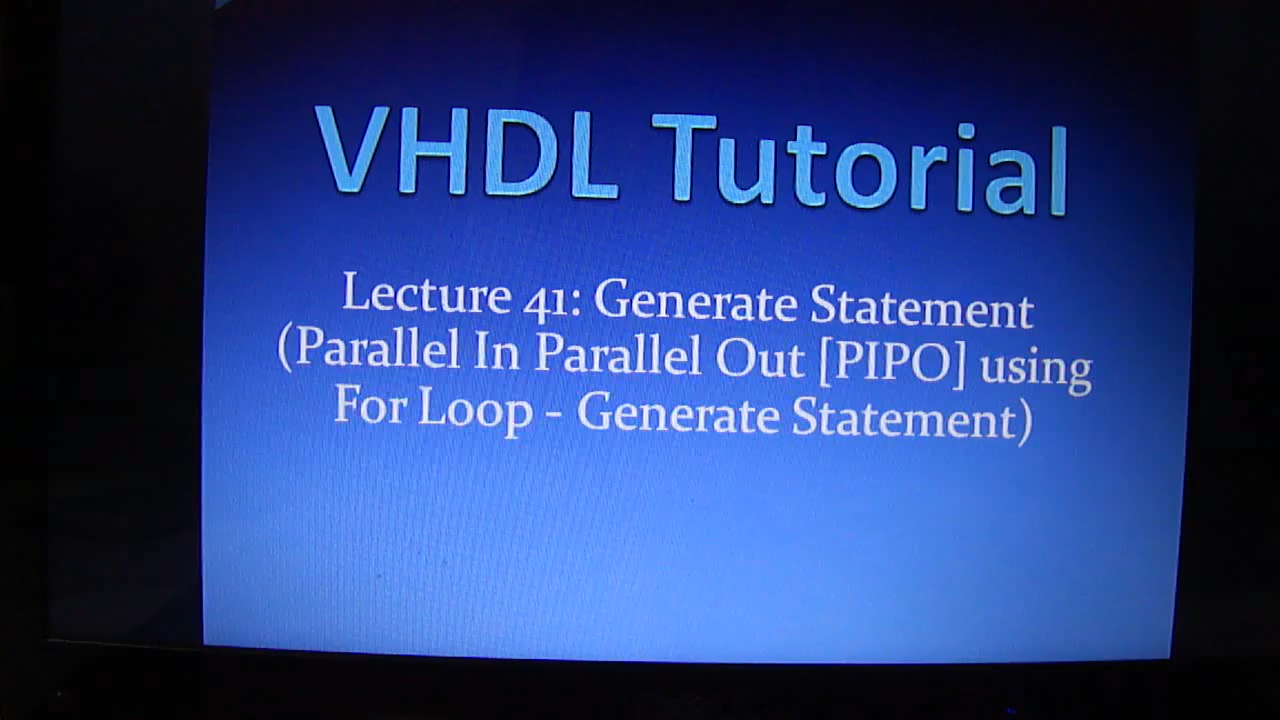 VHDL Tutorial
Lecture 41: Generate Statement
(Parallel In Parallel Out [PIPO] using
For Loop - Generate Statement)